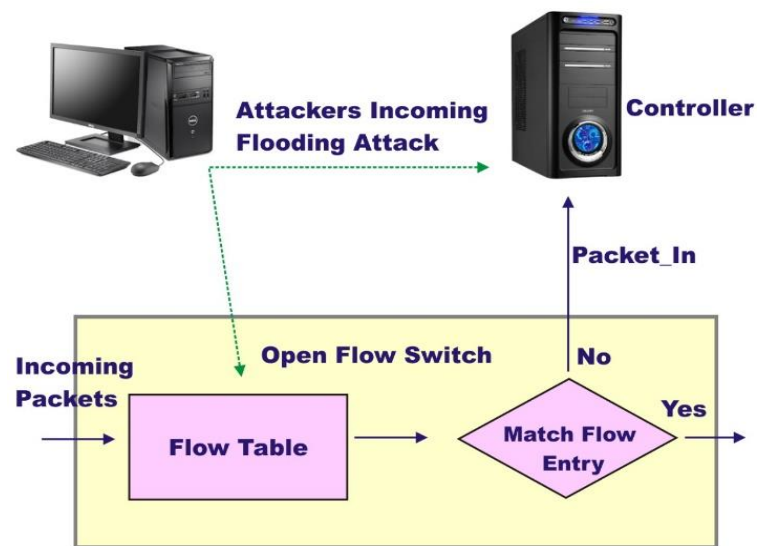 Attackers Incoming
Flooding Attack
Controller
Packet_In
Open Flow Switch
No
Incoming
Packets
Yes
Flow Table
Match Flow
Entry